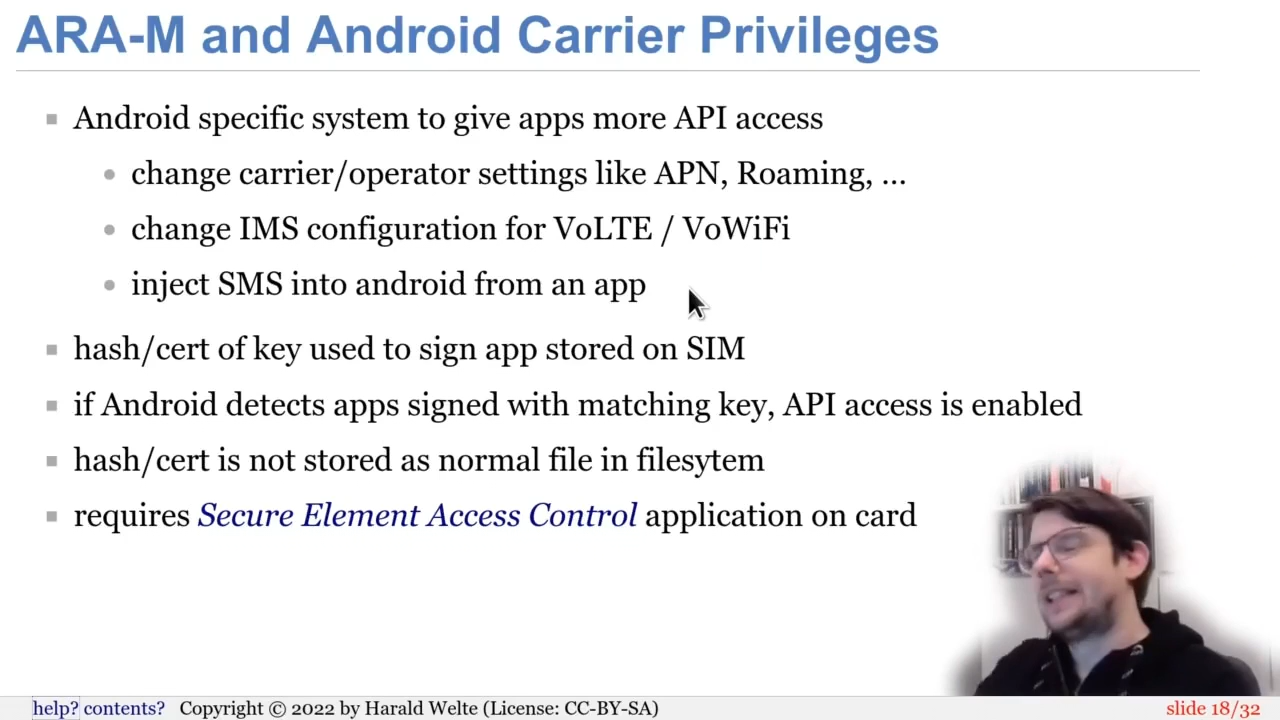 ARA-M and Android Carrier Privileges
Android specific system to give apps more API access
change carrier/operator settings like APN, Roaming, ...
change IMS configuration for VoLTE / VoWiFi
inject SMS into android from an app
hash/cert of key used to sign app stored on SIM
if Android detects apps signed with matching key, API access is enabled
hash/cert is not stored as normal file in filesytem
requires Secure Element Access Control application on card
help? contents? Copyright © 2022 by Harald Welte (License: CC-BY-SA) slide 18/32